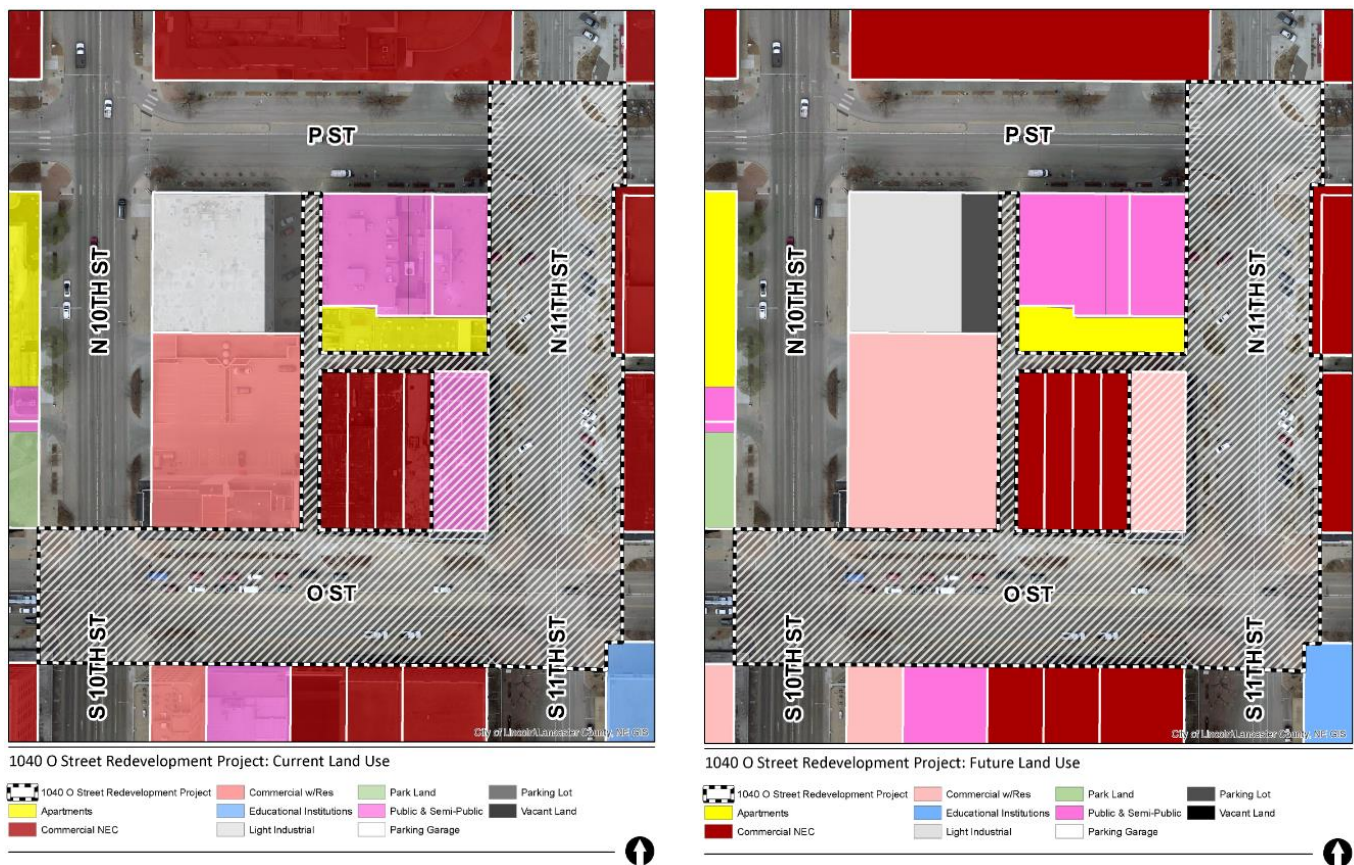 P ST
N 10TH ST
N 11TH ST
O ST
S 10TH ST
S 11TH ST
City of Lincoln\Lancaster County, NE GIS
1040 O Street Redevelopment Project: Current Land Use
1040 O Street Redevelopment Project
Commercial w/Res
Park Land
Parking Lot
Apartments
Educational Institutions
Public & Semi-Public
Vacant Land
Commercial NEC
Light Industrial
Parking Garage
P ST
N 10TH ST
N 11TH ST
O ST
S 10TH ST
S 11TH ST
City of Lincoln\Lancaster County, NE GIS
1040 O Street Redevelopment Project: Future Land Use
1040 O Street Redevelopment Project
Commercial w/Res
Park Land
Parking Lot
Apartments
Educational Institutions
Public & Semi-Public
Vacant Land
Commercial NEC
Light Industrial
Parking Garage